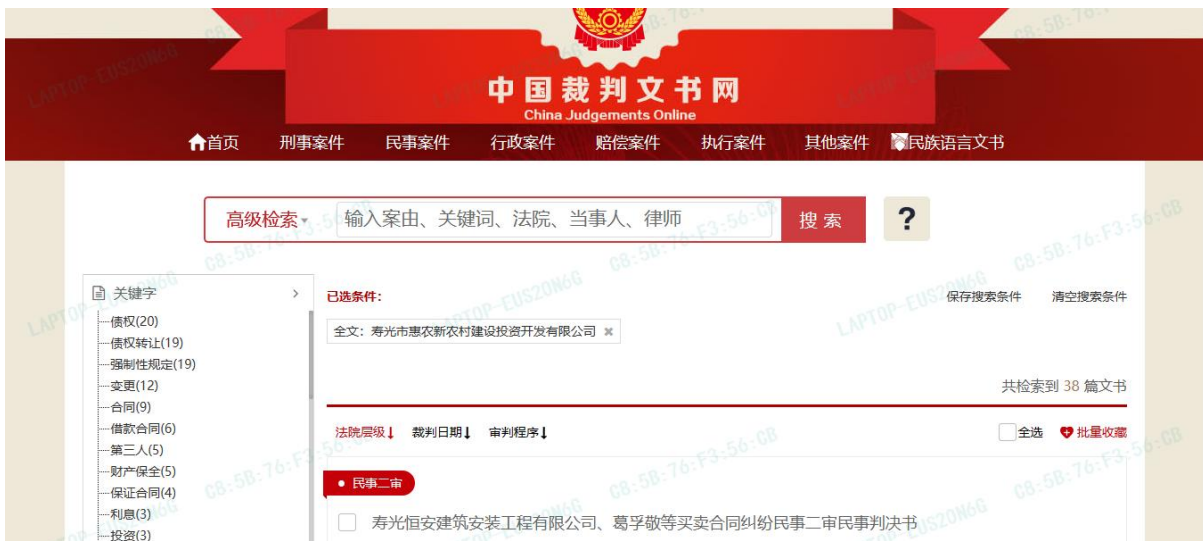 中国裁判文书网
China Judgements Online
首页 刑事案件 民事案件 行政案件 赔偿案件 执行案件 其他案件 民族语言文书
高级检索 输入案由、关键词、法院、当事人、律师 搜索 ?
关键字
债权(20)
债权转让(19)
强制性规定(19)
变更(12)
合同(9)
借款合同(6)
第三人(5)
财产保全(5)
保证合同(4)
利息(3)
投资(3)
已选条件:
保存搜索条件 清空搜索条件
全文: 寿光市惠农新农村建设投资开发有限公司
共检索到 38 篇文书
法院层级 裁判日期 审判程序
全选 批量收藏
民事二审
寿光恒安建筑安装工程有限公司、葛孚敬等买卖合同纠纷民事二审民事判决书
LAPTOP-EUS20N6G
C8:5B:76:F3:56:CB